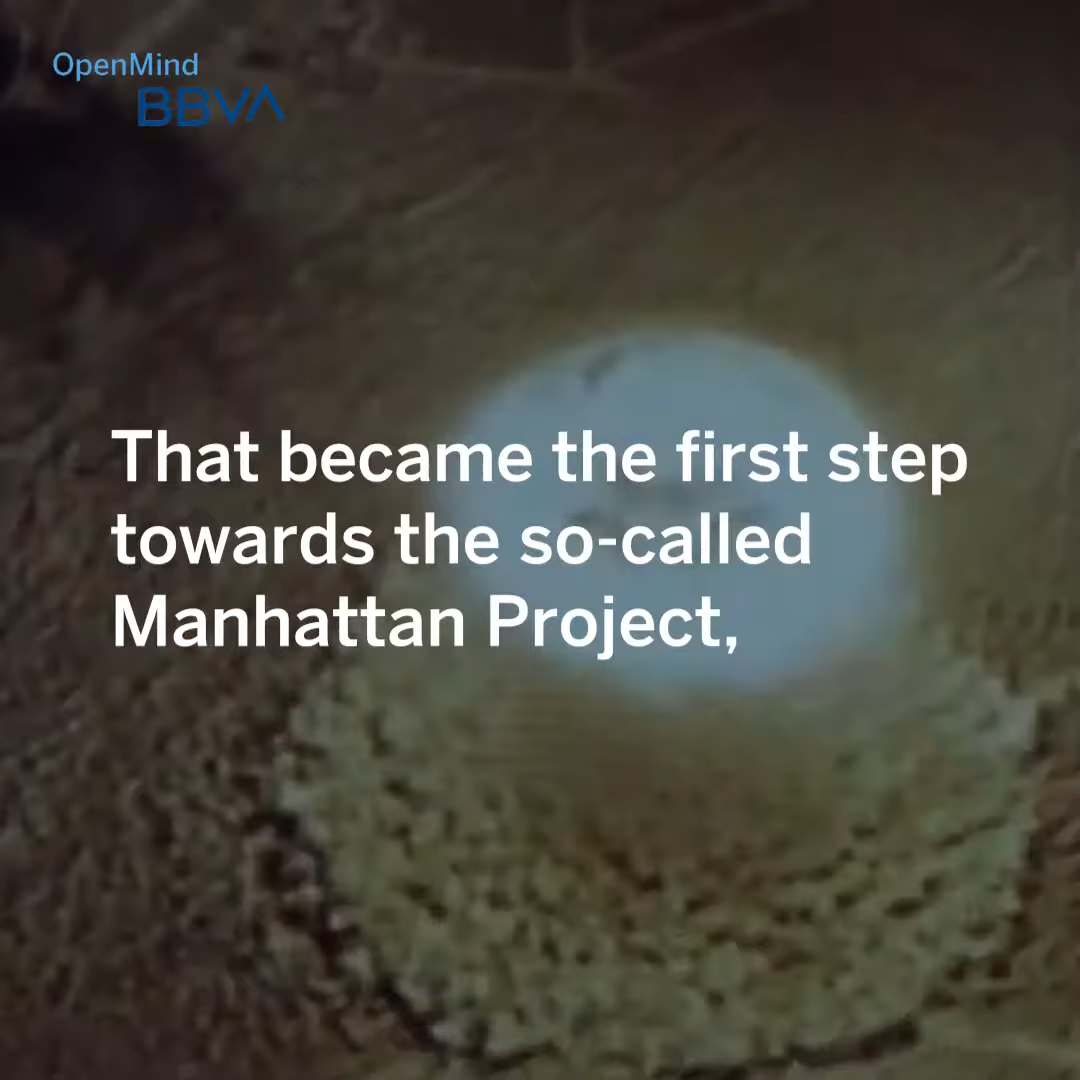 OpenMind
BBVA
That became the first step
towards the so-called
Manhattan Project,